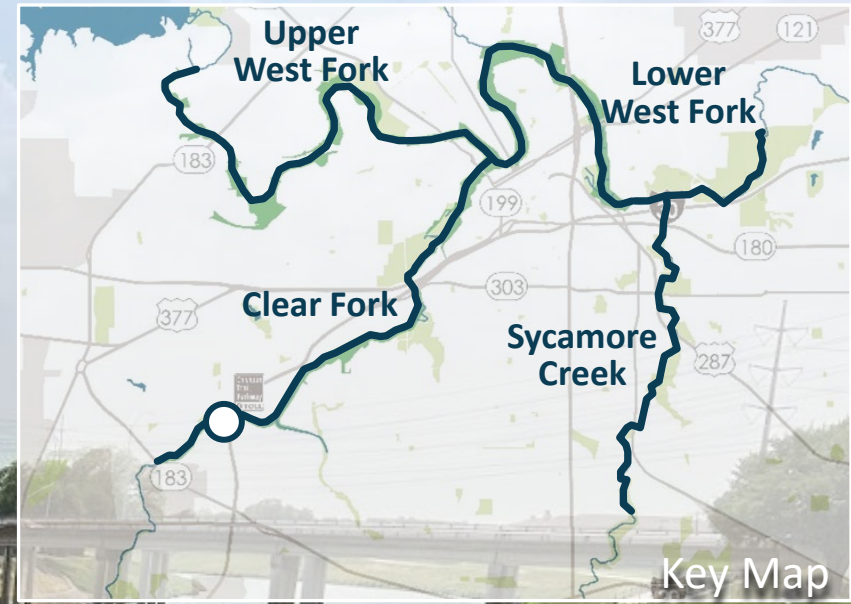 Upper
West Fork
377
121
Lower
West Fork
183
199
180
303
Clear Fork
377
Sycamore
Creek
287
183
Key Map